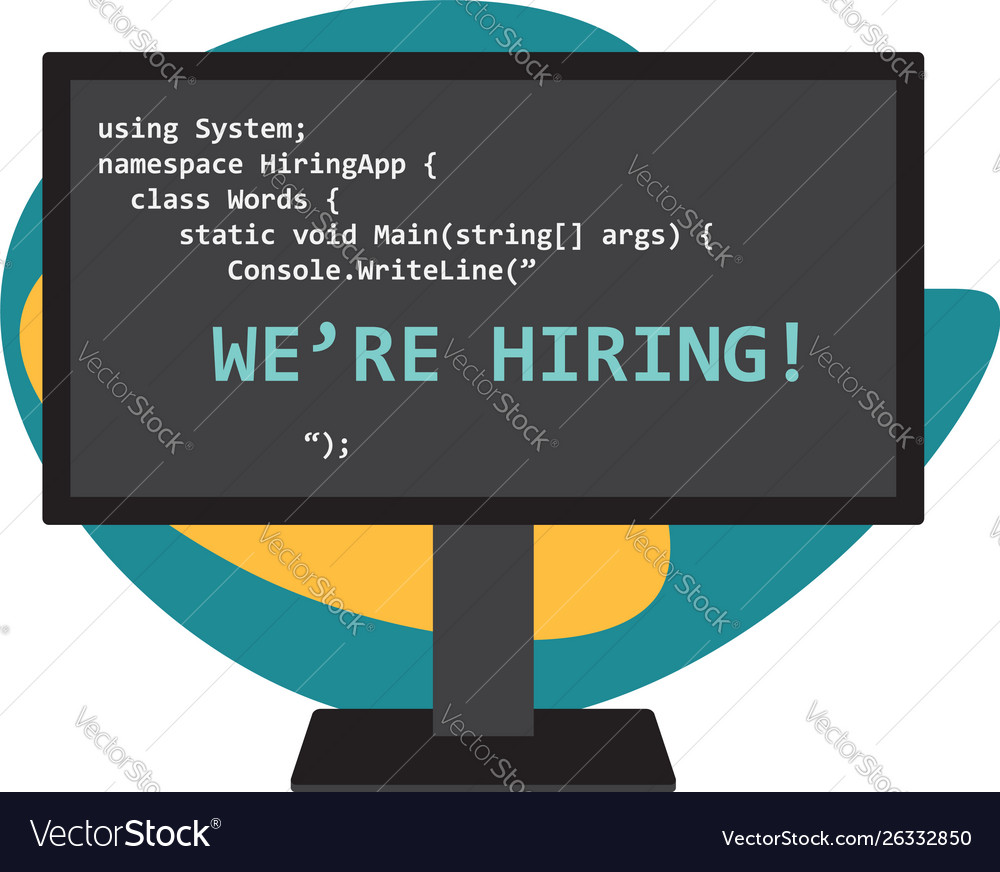 using System;
namespace HiringApp {
class Words {
static void Main(string[] args) {
Console.WriteLine(”
WE’RE HIRING!
“);
VectorStock®
VectorStock.com/26332850